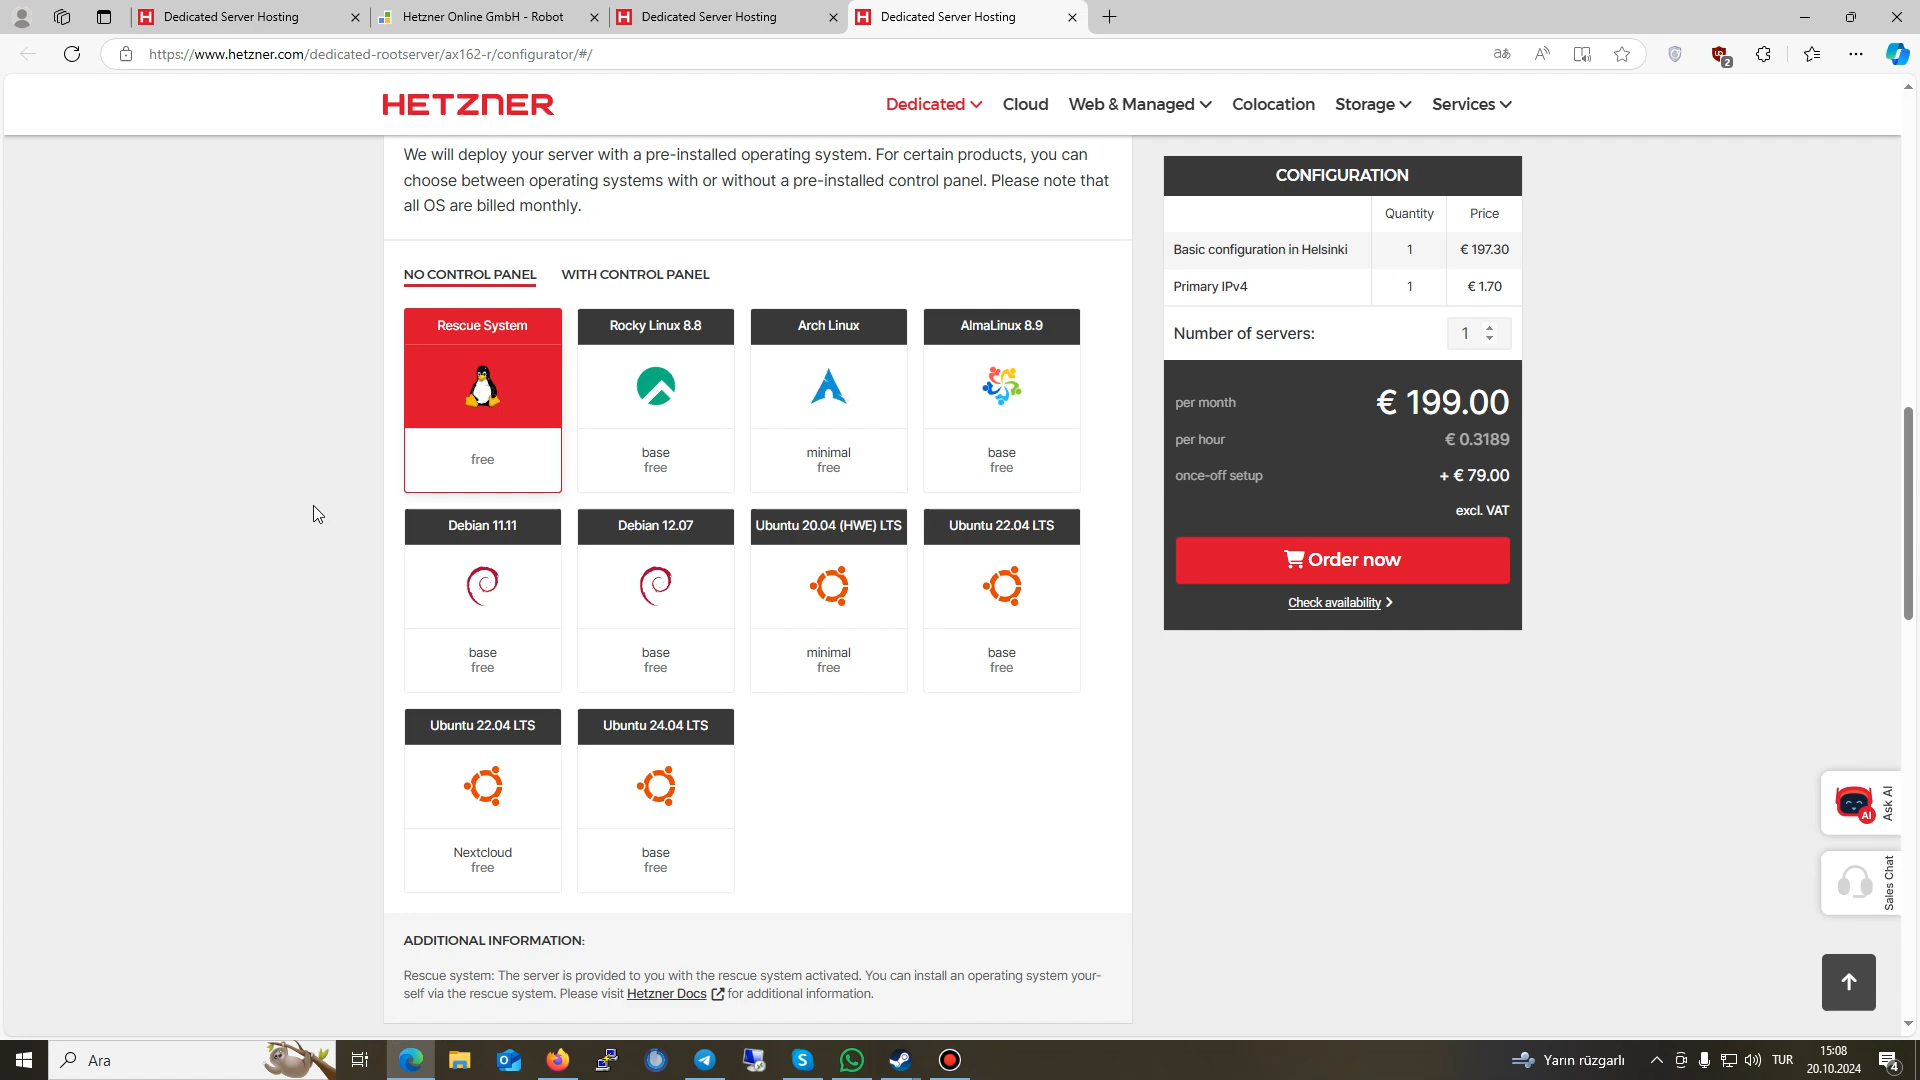 Dedicated Server Hosting
Hetzner Online GmbH - Robot
Dedicated Server Hosting
Dedicated Server Hosting
https://www.hetzner.com/dedicated-rootserver/ax162-r/configurator/#/
aあ
2
HETZNER
Dedicated
Cloud
Web & Managed
Colocation
Storage
Services
We will deploy your server with a pre-installed operating system. For certain products, you can
choose between operating systems with or without a pre-installed control panel. Please note that
all OS are billed monthly.
NO CONTROL PANEL
WITH CONTROL PANEL
Rescue System
free
Rocky Linux 8.8
base
free
Arch Linux
minimal
free
AlmaLinux 8.9
base
free
Debian 11.11
base
free
Debian 12.07
base
free
Ubuntu 20.04 (HWE) LTS
minimal
free
Ubuntu 22.04 LTS
base
free
Ubuntu 22.04 LTS
Nextcloud
free
Ubuntu 24.04 LTS
base
free
ADDITIONAL INFORMATION:
Rescue system: The server is provided to you with the rescue system activated. You can install an operating system your-
self via the rescue system. Please visit Hetzner Docs for additional information.
CONFIGURATION
Quantity Price
Basic configuration in Helsinki 1 € 197.30
Primary IPv4 1 € 1.70
Number of servers: 1
per month € 199.00
per hour € 0.3189
once-off setup + € 79.00
excl. VAT
Order now
Check availability
AI
Ask AI
Sales Chat
Ara
Yarın rüzgarlı
TUR
15:08
20.10.2024
4